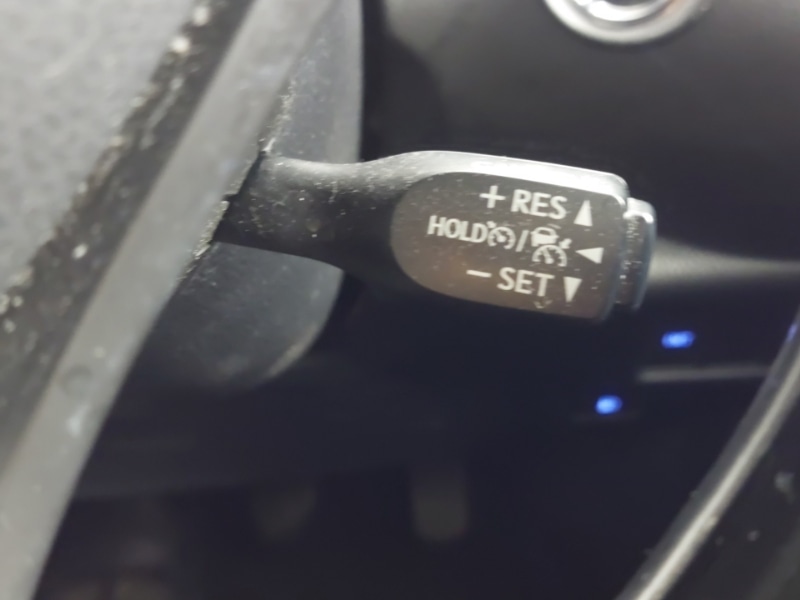 + RES
HOLD /
- SET